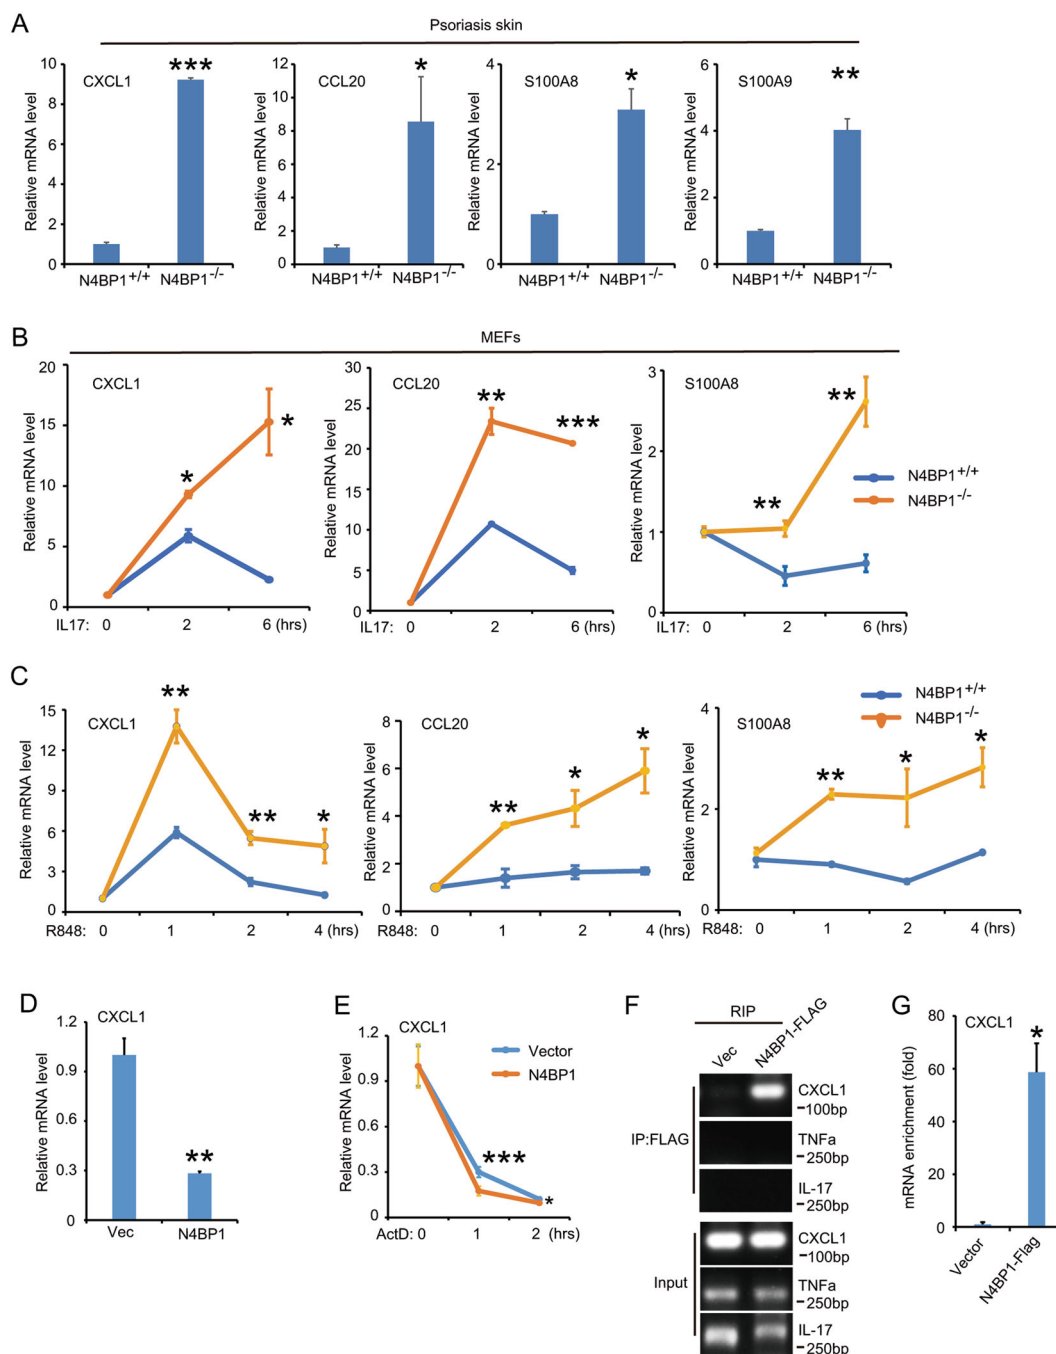 A
Psoriasis skin
CXCL1
***
Relative mRNA level
10
8
6
4
2
0
N4BP1+/+ N4BP1-/-
CCL20
*
Relative mRNA level
12
10
8
6
4
2
0
N4BP1+/+ N4BP1-/-
S100A8
*
Relative mRNA level
4
2
0
N4BP1+/+ N4BP1-/-
S100A9
**
Relative mRNA level
6
4
2
0
N4BP1+/+ N4BP1-/-
B
MEFs
CXCL1
Relative mRNA level
20
15
10
5
0
*
*
IL17: 0 2 6 (hrs)
CCL20
Relative mRNA level
30
25
20
15
10
5
0
**
***
IL17: 0 2 6 (hrs)
S100A8
Relative mRNA level
3
2
1
0
**
**
IL17: 0 2 6 (hrs)
N4BP1+/+
N4BP1-/-
C
CXCL1
Relative mRNA level
15
12
9
6
3
0
**
**
*
R848: 0 1 2 4 (hrs)
CCL20
Relative mRNA level
8
6
4
2
0
**
*
*
R848: 0 1 2 4 (hrs)
N4BP1+/+
N4BP1-/-
S100A8
Relative mRNA level
4
2
0
**
*
*
R848: 0 1 2 4 (hrs)
D
CXCL1
Relative mRNA level
1.2
0.9
0.6
0.3
0
**
Vec N4BP1
E
CXCL1
Relative mRNA level
1.2
0.9
0.6
0.3
0
Vector
N4BP1
***
*
ActD: 0 1 2 (hrs)
F
RIP
Vec N4BP1-FLAG
IP:FLAG
CXCL1
-100bp
TNFa
-250bp
IL-17
-250bp
Input
CXCL1
-100bp
TNFa
-250bp
IL-17
-250bp
G
CXCL1
mRNA enrichment (fold)
80
60
40
20
0
*
Vector N4BP1-Flag